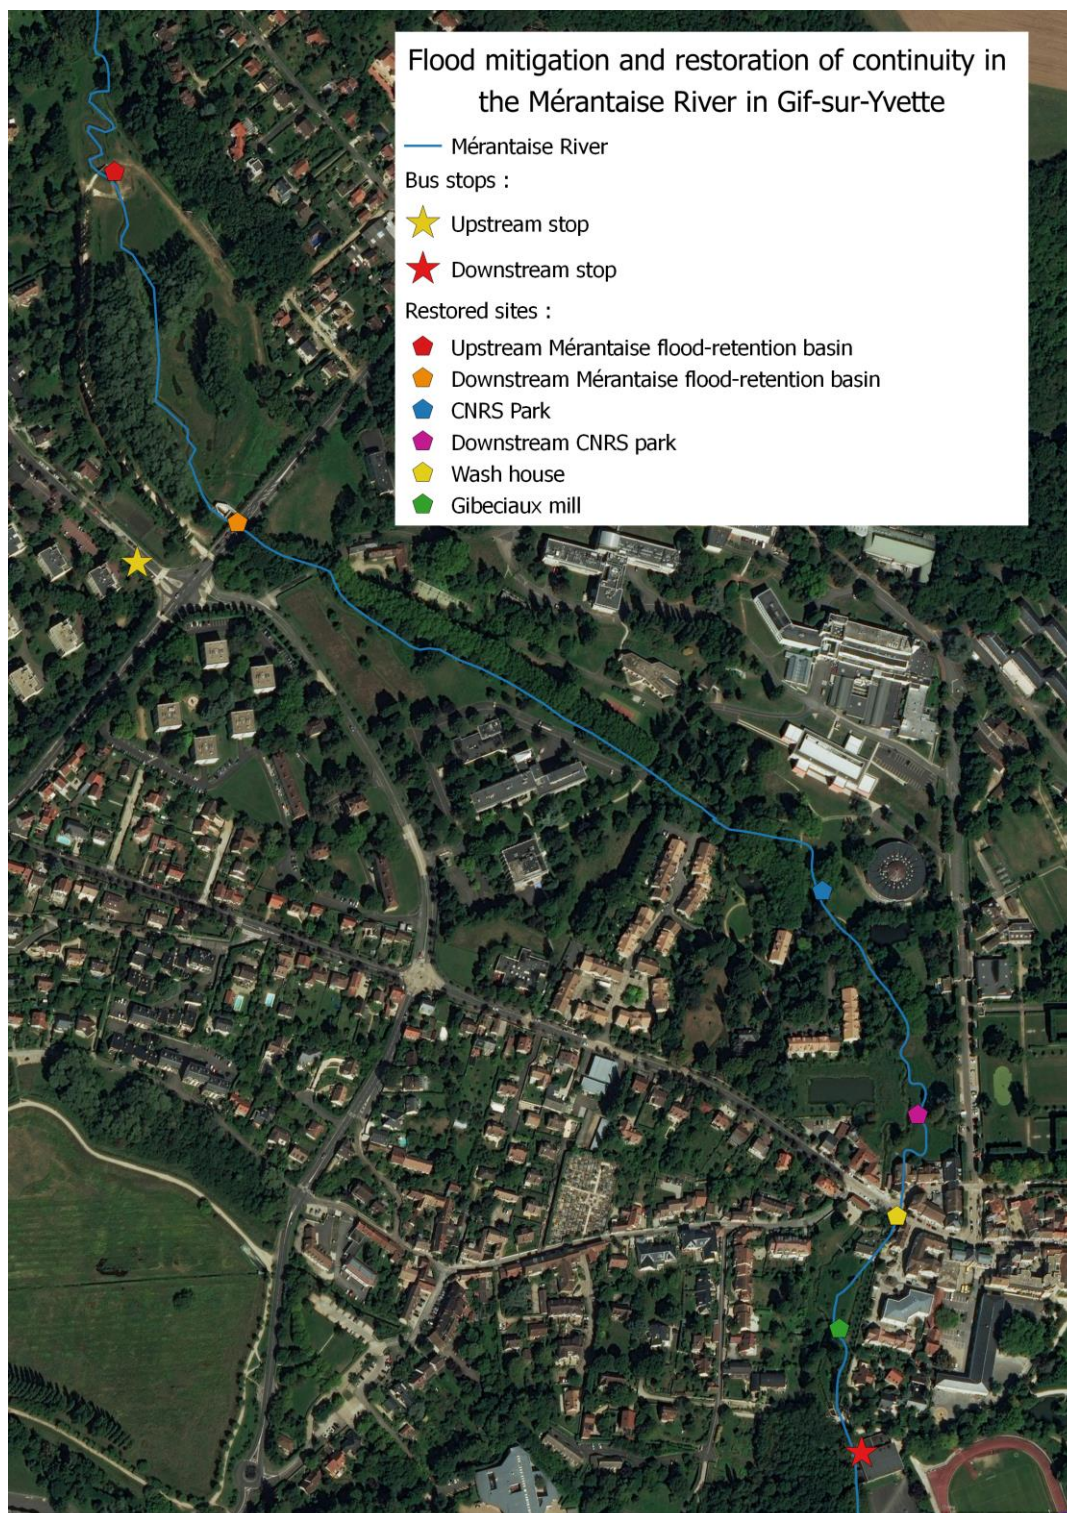 Flood mitigation and restoration of continuity in
the Mérantaise River in Gif-sur-Yvette
Mérantaise River
Bus stops :
Upstream stop
Downstream stop
Restored sites :
Upstream Mérantaise flood-retention basin
Downstream Mérantaise flood-retention basin
CNRS Park
Downstream CNRS park
Wash house
Gibeciaux mill